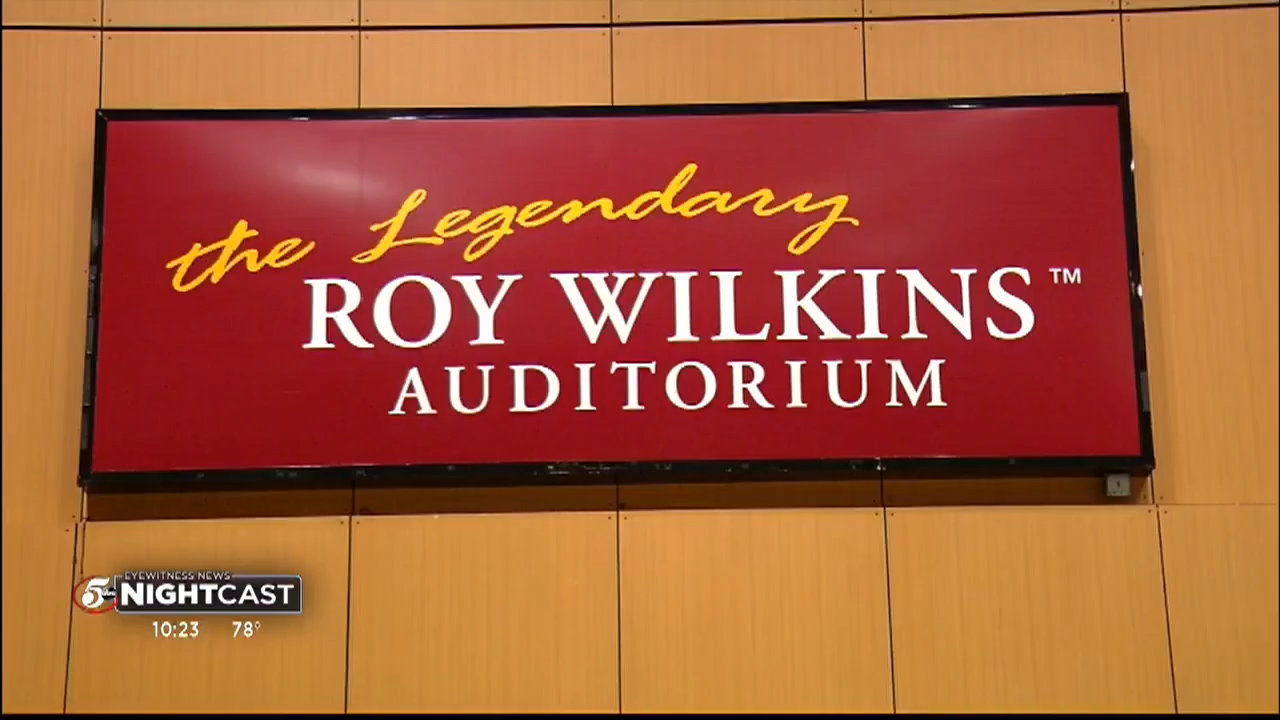 the Legendary
ROY WILKINS™
AUDITORIUM
EYEWITNESS NEWS
5 NIGHTCAST
10:23 78°